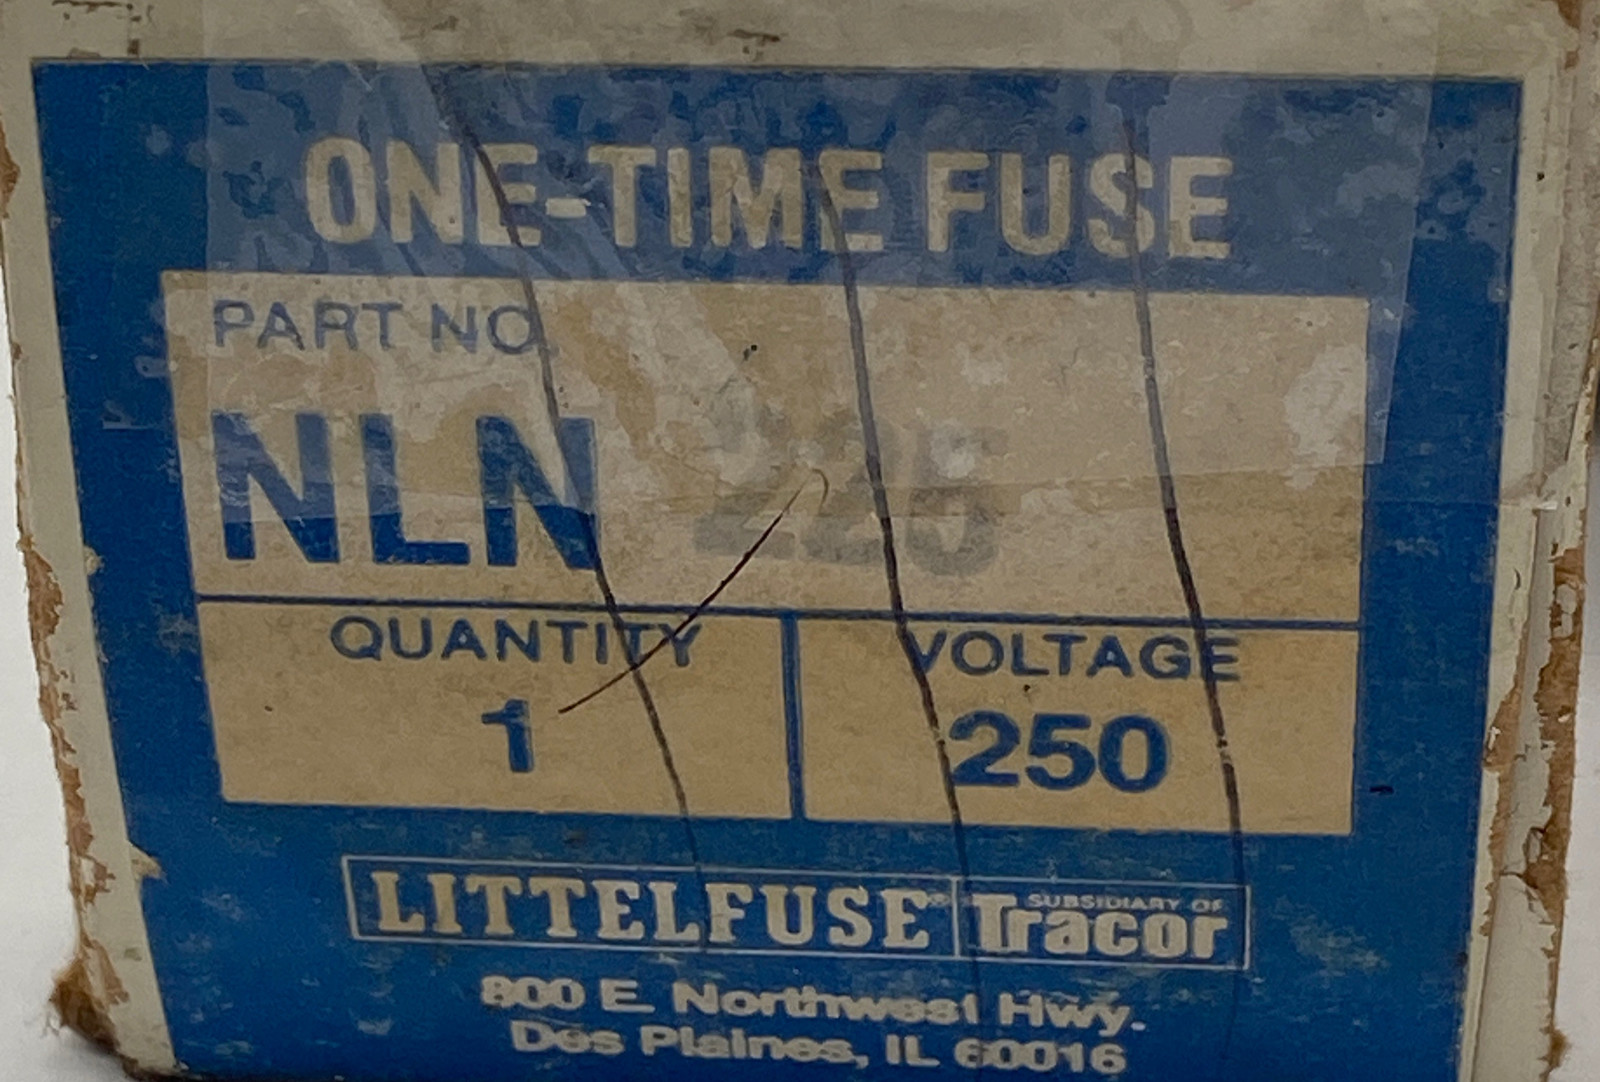 ONE-TIME FUSE
PART NO.
NLN 225
QUANTITY
1
VOLTAGE
250
LITTELFUSE®
SUBSIDIARY OF
Tracor
800 E. Northwest Hwy.
Des Plaines, IL 60016